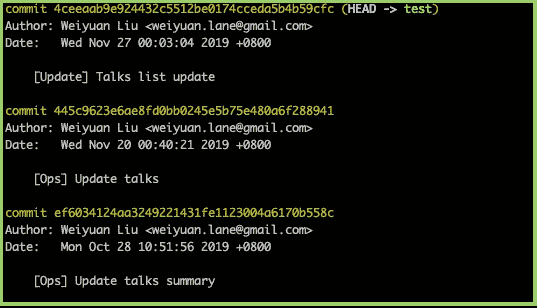 commit 4ceeaab9e924432c5512be0174cceda5b4b59cfc (HEAD -> test)
Author: Weiyuan Liu <weiyuan.lane@gmail.com>
Date:   Wed Nov 27 00:03:04 2019 +0800
[Update] Talks list update
commit 445c9623e6ae8fd0bb0245e5b75e480a6f288941
Author: Weiyuan Liu <weiyuan.lane@gmail.com>
Date:   Wed Nov 20 00:40:21 2019 +0800
[Ops] Update talks
commit ef6034124aa3249221431fe1123004a6170b558c
Author: Weiyuan Liu <weiyuan.lane@gmail.com>
Date:   Mon Oct 28 10:51:56 2019 +0800
[Ops] Update talks summary